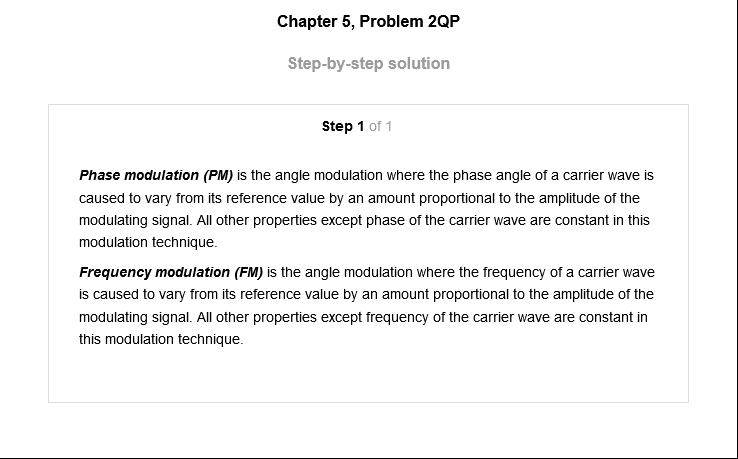 Chapter 5, Problem 2QP
Step-by-step solution
Step 1 of 1
Phase modulation (PM) is the angle modulation where the phase angle of a carrier wave is
caused to vary from its reference value by an amount proportional to the amplitude of the
modulating signal. All other properties except phase of the carrier wave are constant in this
modulation technique.
Frequency modulation (FM) is the angle modulation where the frequency of a carrier wave
is caused to vary from its reference value by an amount proportional to the amplitude of the
modulating signal. All other properties except frequency of the carrier wave are constant in
this modulation technique.